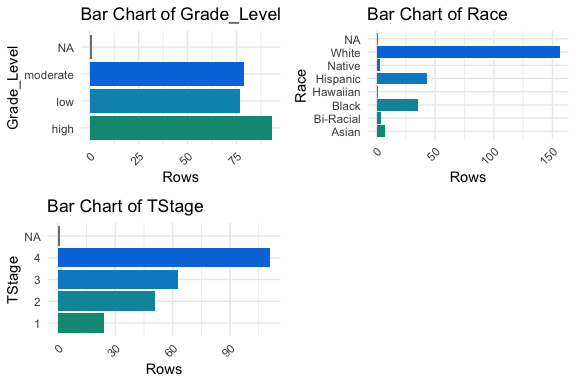 Bar Chart of Grade_Level
Grade_Level
NA
moderate
low
high
0
25
50
75
Rows
Bar Chart of Race
Race
NA
White
Native
Hispanic
Hawaiian
Black
Bi-Racial
Asian
0
50
100
150
Rows
Bar Chart of TStage
TStage
NA
4
3
2
1
0
30
60
90
Rows